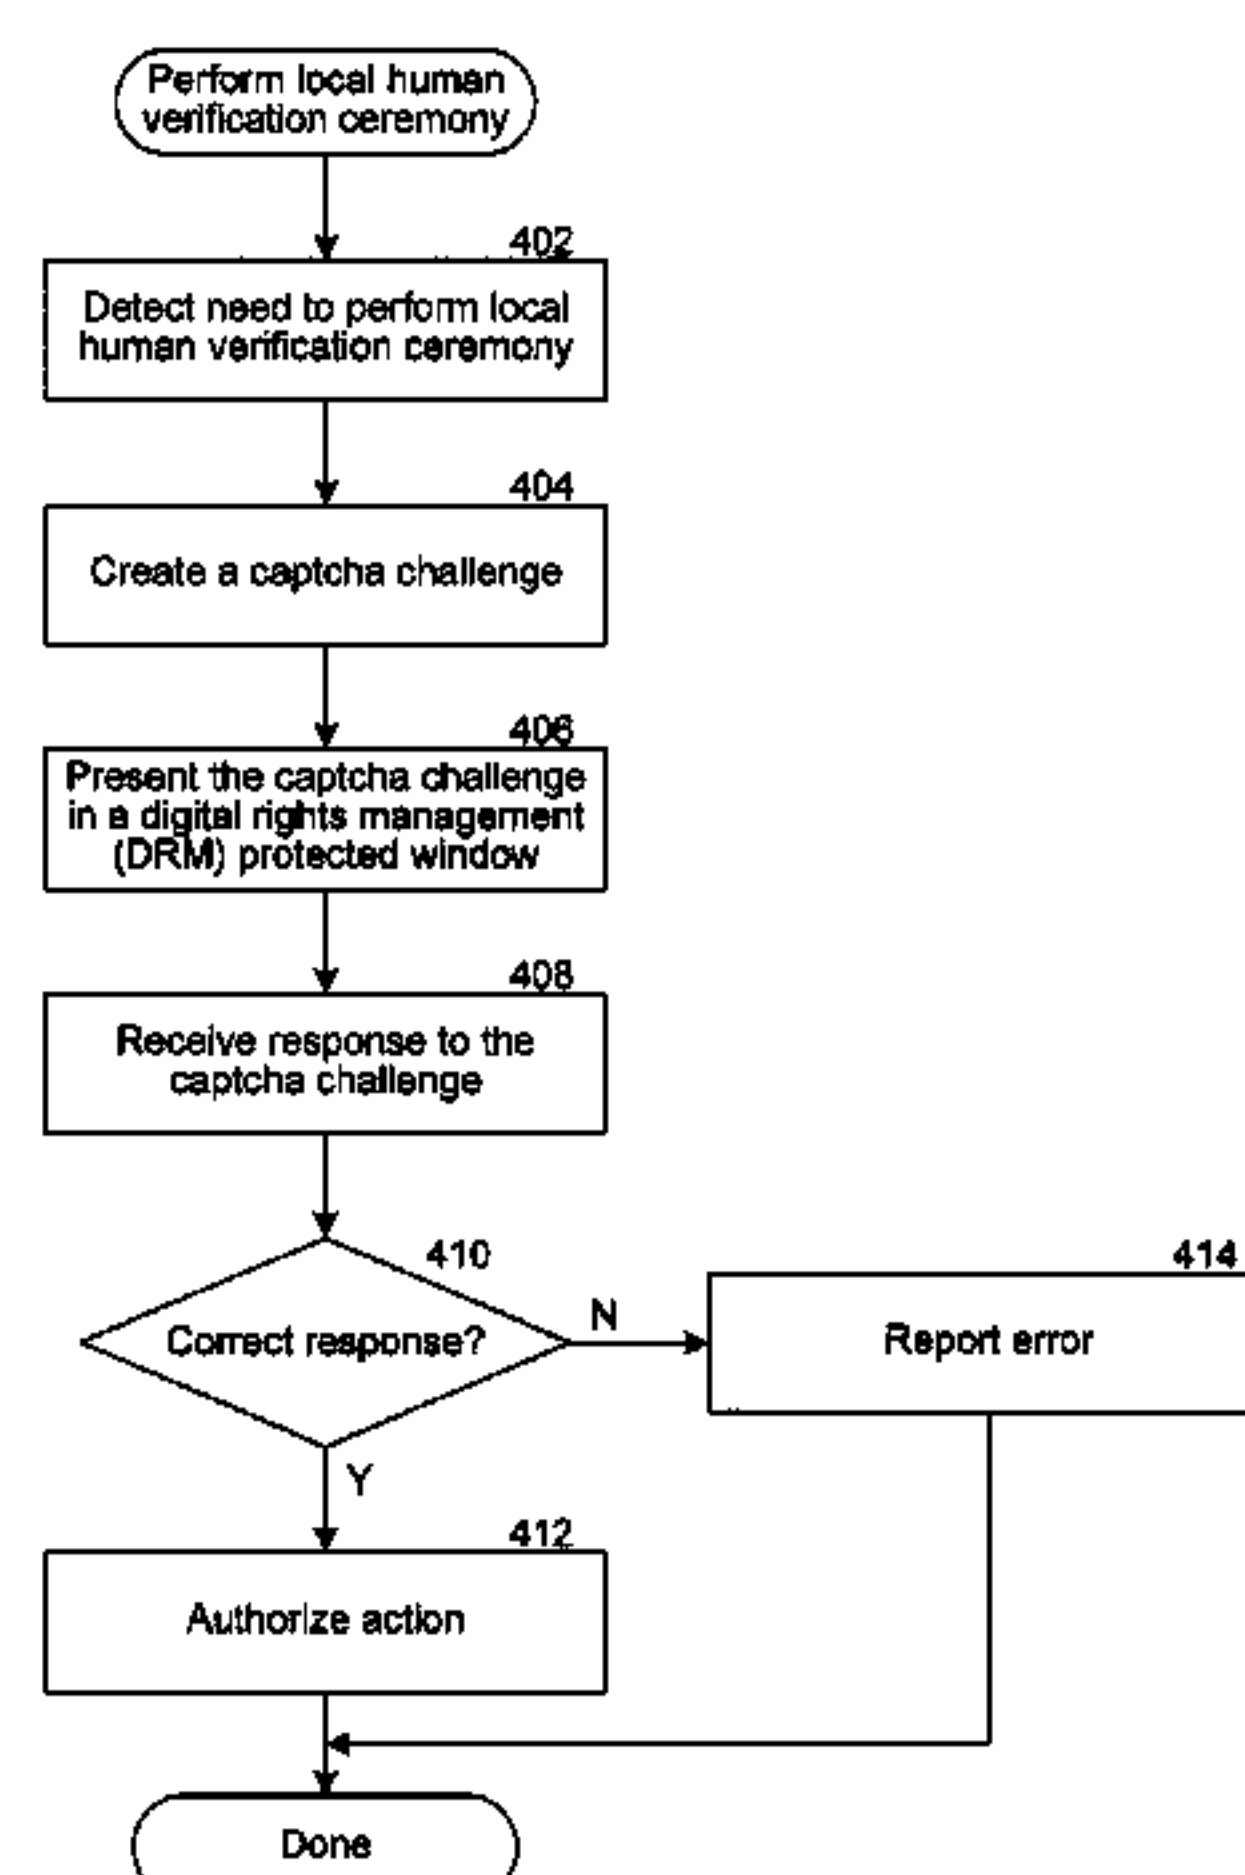 Perform local human
verification ceremony
402
Detect need to perform local
human verification ceremony
404
Create a captcha challenge
406
Present the captcha challenge
in a digital rights management
(DRM) protected window
408
Receive response to the
captcha challenge
410
Correct response?
N
414
Report error
Y
412
Authorize action
Done